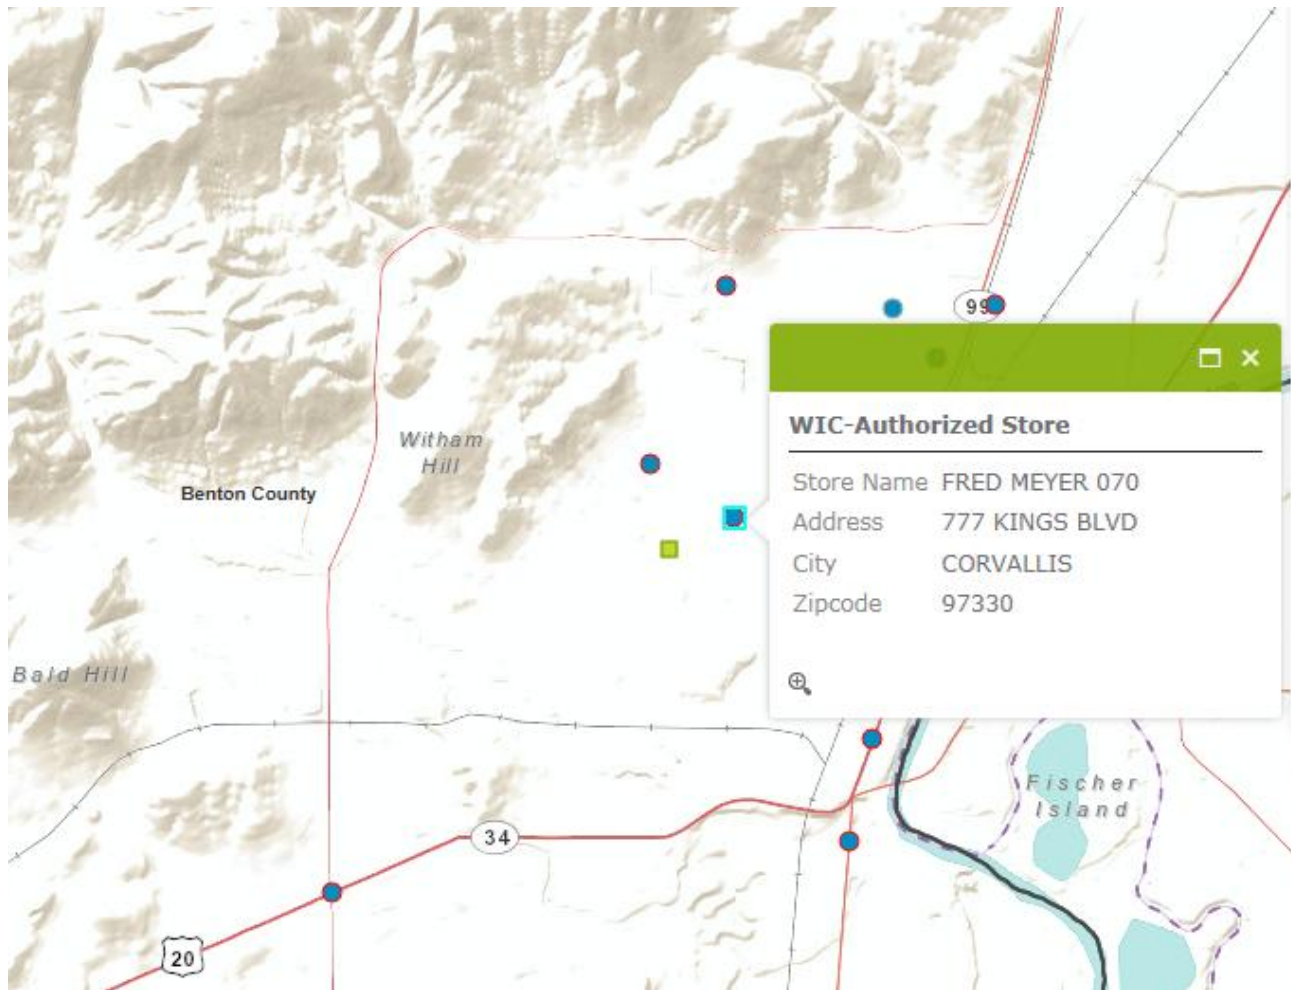 99
WIC-Authorized Store
Store Name FRED MEYER 070
Address 777 KINGS BLVD
City CORVALLIS
Zipcode 97330
Witham
Hill
Benton County
Bald Hill
Fischer
Island
34
20